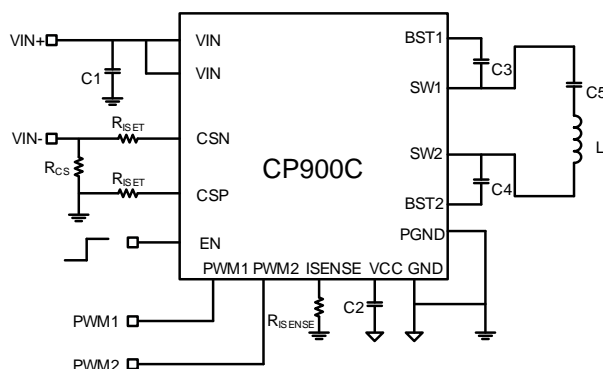 VIN+
VIN
BST1
C1
VIN
C3
SW1
C5
VIN-
RISET
CSN
L
RCS
CP900C
SW2
RISET
CSP
C4
BST2
PGND
EN
PWM1 PWM2 ISENSE VCC GND
C2
RISENSE
PWM1
PWM2